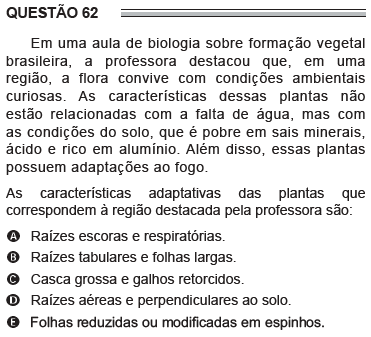 QUESTÃO 62
Em uma aula de biologia sobre formação vegetal
brasileira, a professora destacou que, em uma
região, a flora convive com condições ambientais
curiosas. As características dessas plantas não
estão relacionadas com a falta de água, mas com
as condições do solo, que é pobre em sais minerais,
ácido e rico em alumínio. Além disso, essas plantas
possuem adaptações ao fogo.
As características adaptativas das plantas que
correspondem à região destacada pela professora são:
A Raízes escoras e respiratórias.
B Raízes tabulares e folhas largas.
C Casca grossa e galhos retorcidos.
D Raízes aéreas e perpendiculares ao solo.
E Folhas reduzidas ou modificadas em espinhos.